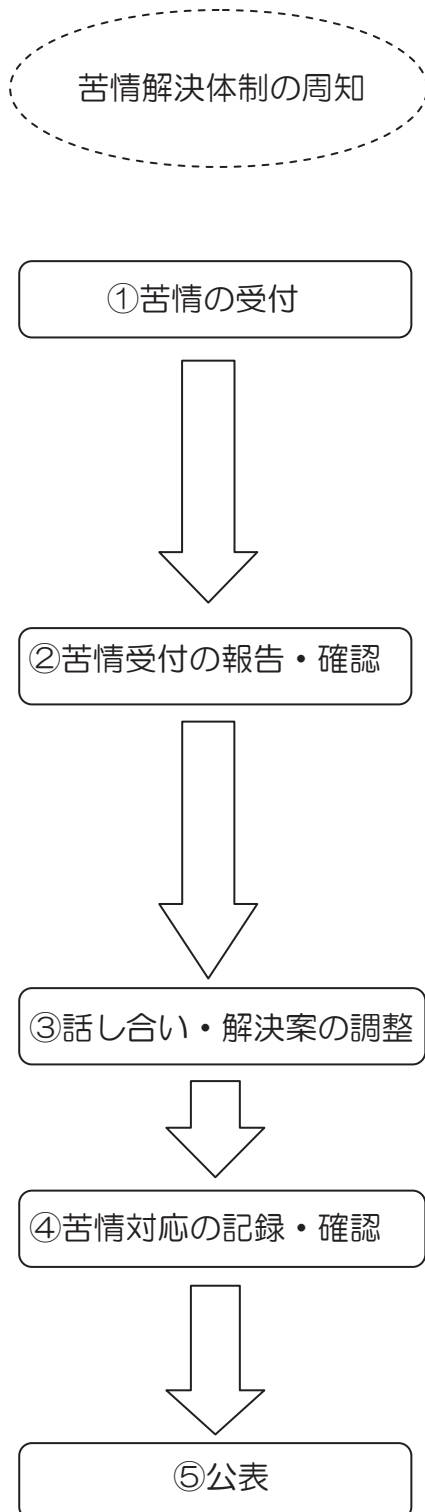 苦情解決体制の周知
①苦情の受付
②苦情受付の報告・確認
③話し合い・解決案の調整
④苦情対応の記録・確認
⑤公表